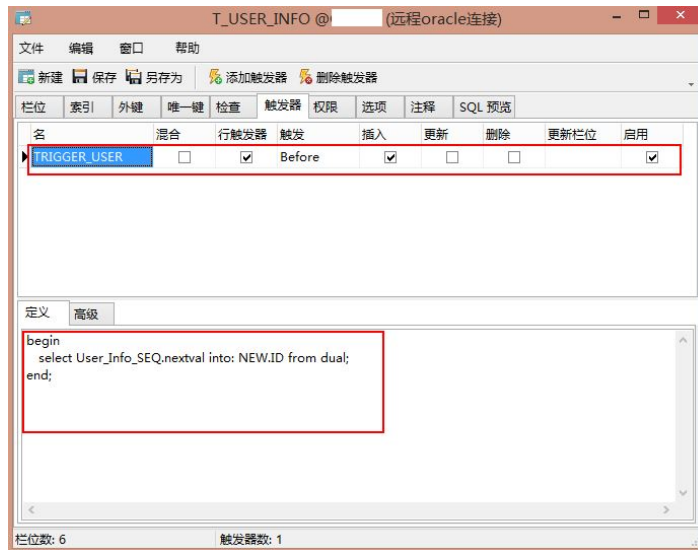 T_USER_INFO @ (远程oracle连接)
文件 编辑 窗口 帮助
新建 保存 另存为 添加触发器 删除触发器
栏位 索引 外键 唯一键 检查 触发器 权限 选项 注释 SQL 预览
名 混合 行触发器 触发 插入 更新 删除 更新栏位 启用
TRIGGER_USER Before
定义 高级
begin
select User_Info_SEQ.nextval into: NEW.ID from dual;
end;
栏位数: 6 触发器数: 1